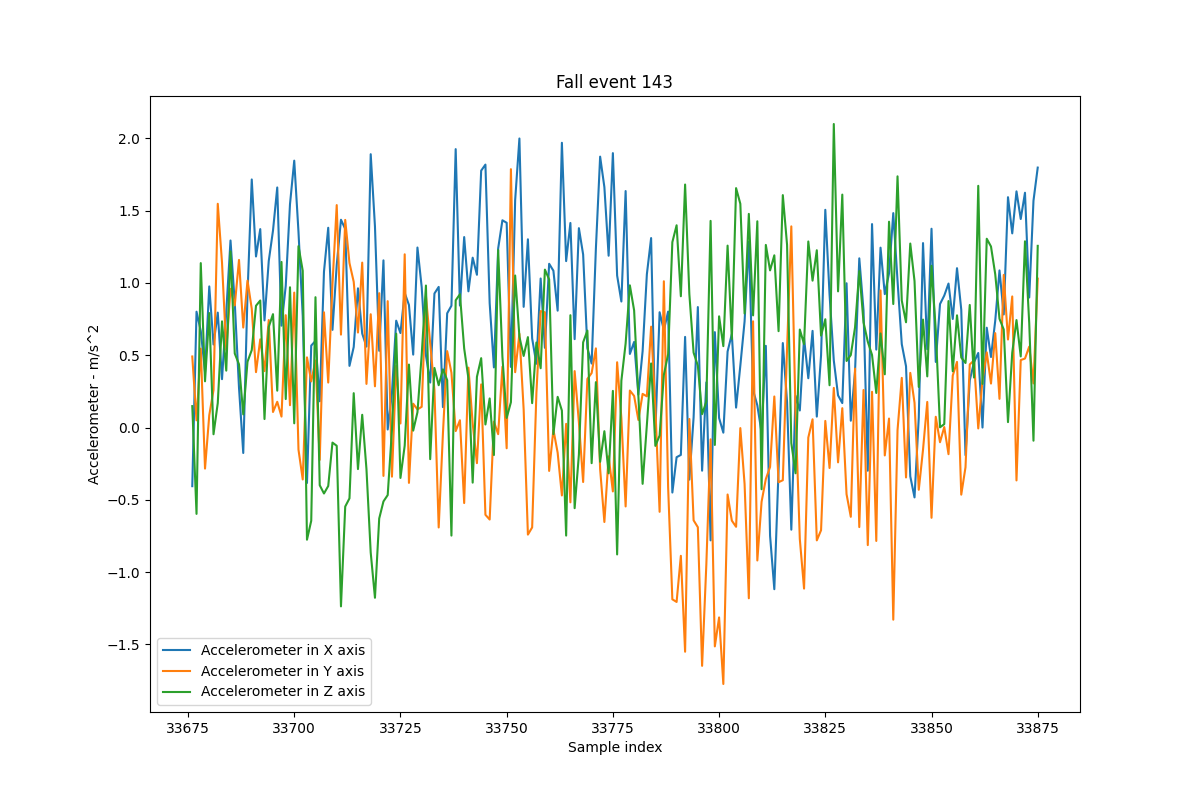 Fall event 143
Accelerometer - m/s^2
2.0
1.5
1.0
0.5
0.0
−0.5
−1.0
−1.5
Accelerometer in X axis
Accelerometer in Y axis
Accelerometer in Z axis
33675 33700 33725 33750 33775 33800 33825 33850 33875
Sample index